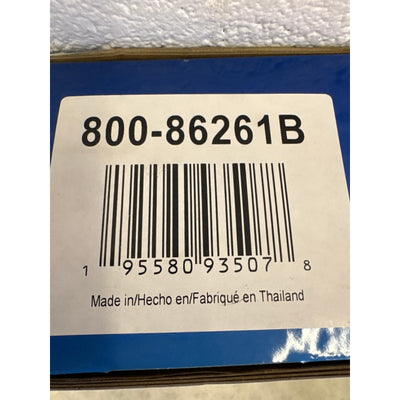 800-86261B
1 95580 93507 8
Made in/Hecho en/Fabriqué en Thailand